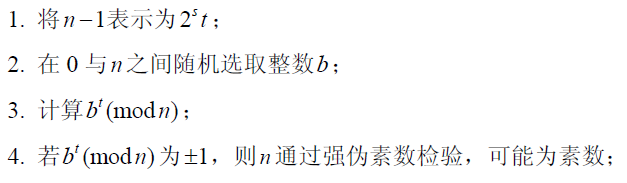 1. 将n−1表示为2^s t；
2. 在 0 与n之间随机选取整数b；
3. 计算b^t(mod n)；
4. 若b^t(mod n)为±1，则n通过强伪素数检验，可能为素数；